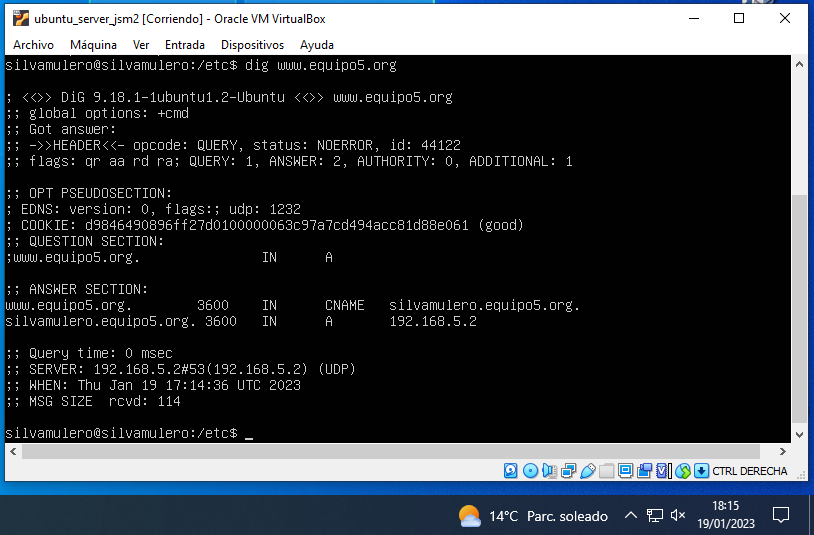 ubuntu_server_jsm2 [Corriendo] - Oracle VM VirtualBox
Archivo Máquina Ver Entrada Dispositivos Ayuda
silvamulero@silvamulero:/etc$ dig www.equipo5.org
; <<>> DiG 9.18.1-1ubuntu1.2-Ubuntu <<>> www.equipo5.org
;; global options: +cmd
;; Got answer:
;; ->>HEADER<<- opcode: QUERY, status: NOERROR, id: 44122
;; flags: qr aa rd ra; QUERY: 1, ANSWER: 2, AUTHORITY: 0, ADDITIONAL: 1
;; OPT PSEUDOSECTION:
; EDNS: version: 0, flags:; udp: 1232
; COOKIE: d9846490896ff27d0100000063c97a7cd494acc81d88e061 (good)
;; QUESTION SECTION:
;www.equipo5.org. IN A
;; ANSWER SECTION:
www.equipo5.org. 3600 IN CNAME silvamulero.equipo5.org.
silvamulero.equipo5.org. 3600 IN A 192.168.5.2
;; Query time: 0 msec
;; SERVER: 192.168.5.2#53(192.168.5.2) (UDP)
;; WHEN: Thu Jan 19 17:14:36 UTC 2023
;; MSG SIZE rcvd: 114
silvamulero@silvamulero:/etc$ _
CTRL DERECHA
14°C Parc. soleado
18:15
19/01/2023